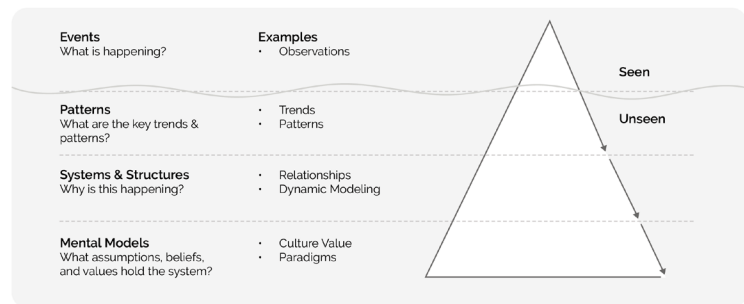 Events
What is happening?
Examples
• Observations
Seen
Patterns
What are the key trends &
patterns?
• Trends
• Patterns
Unseen
Systems & Structures
Why is this happening?
• Relationships
• Dynamic Modeling
Mental Models
What assumptions, beliefs,
and values hold the system?
• Culture Value
• Paradigms